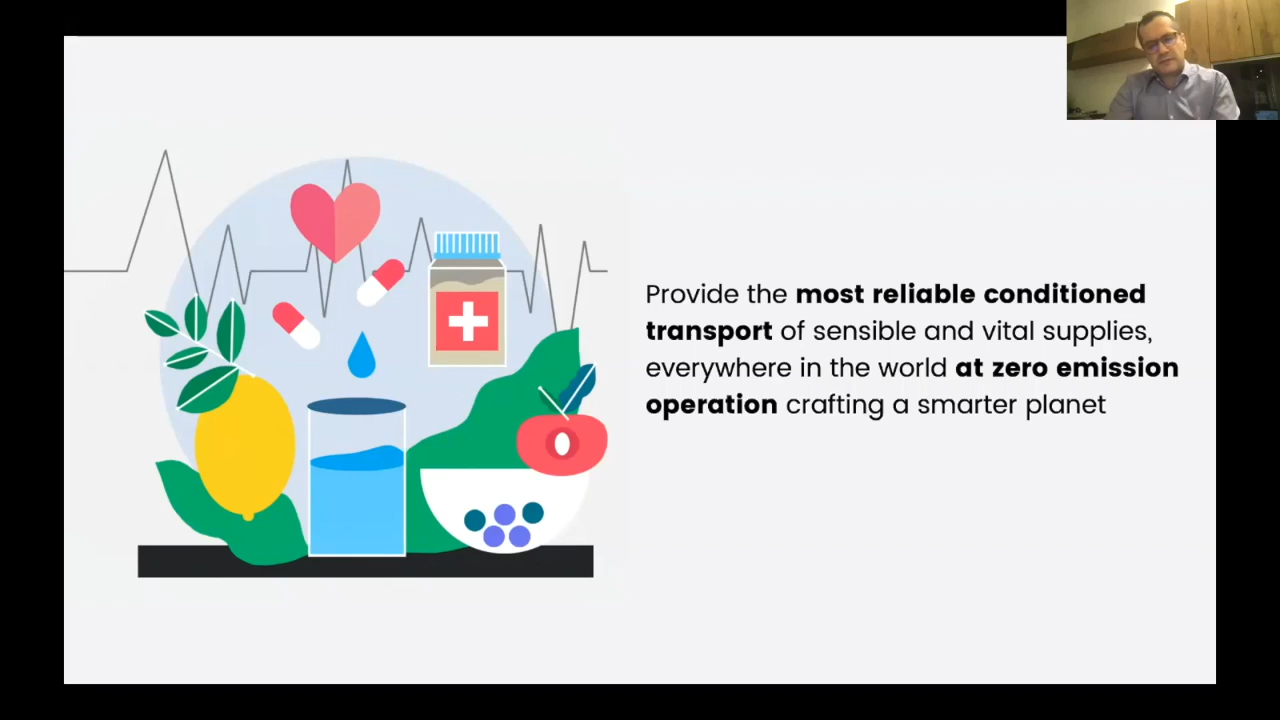 Provide the most reliable conditioned
transport of sensible and vital supplies,
everywhere in the world at zero emission
operation crafting a smarter planet